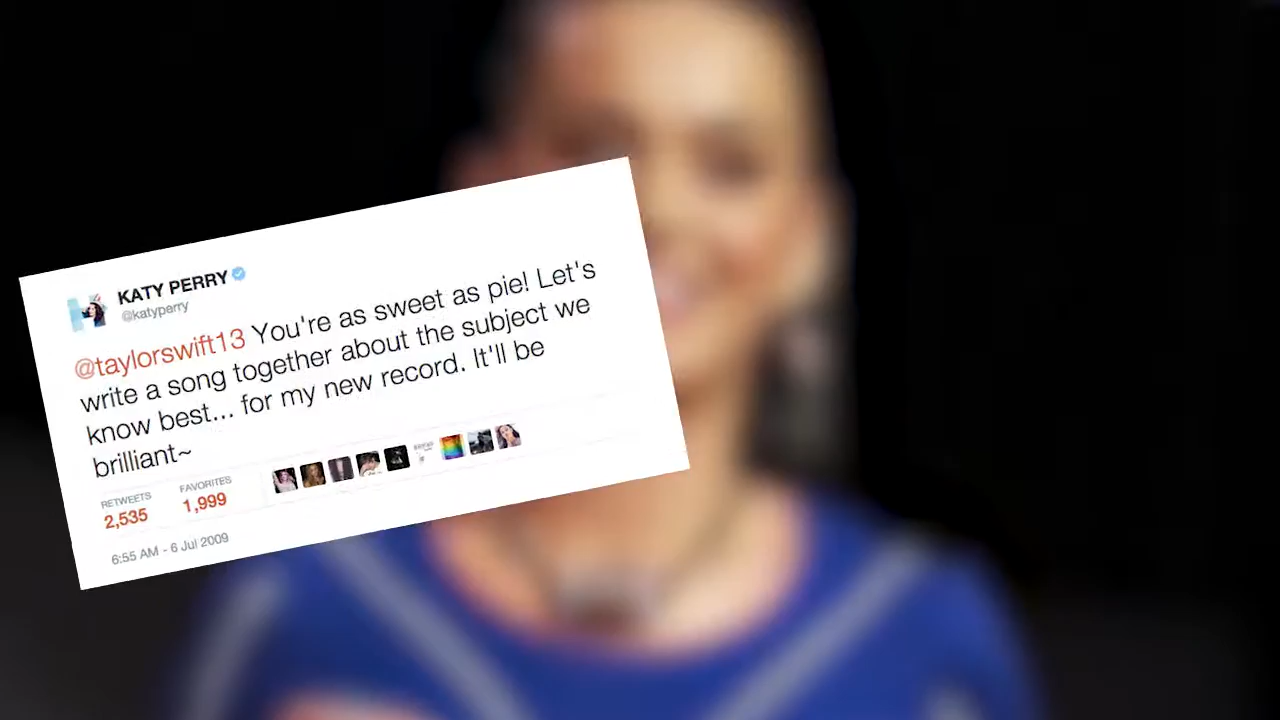 KATY PERRY
@katyperry
@taylorswift13 You're as sweet as pie! Let's
write a song together about the subject we
know best... for my new record. It'll be
brilliant~
RETWEETS
FAVORITES
2,535
1,999
6:55 AM - 6 Jul 2009